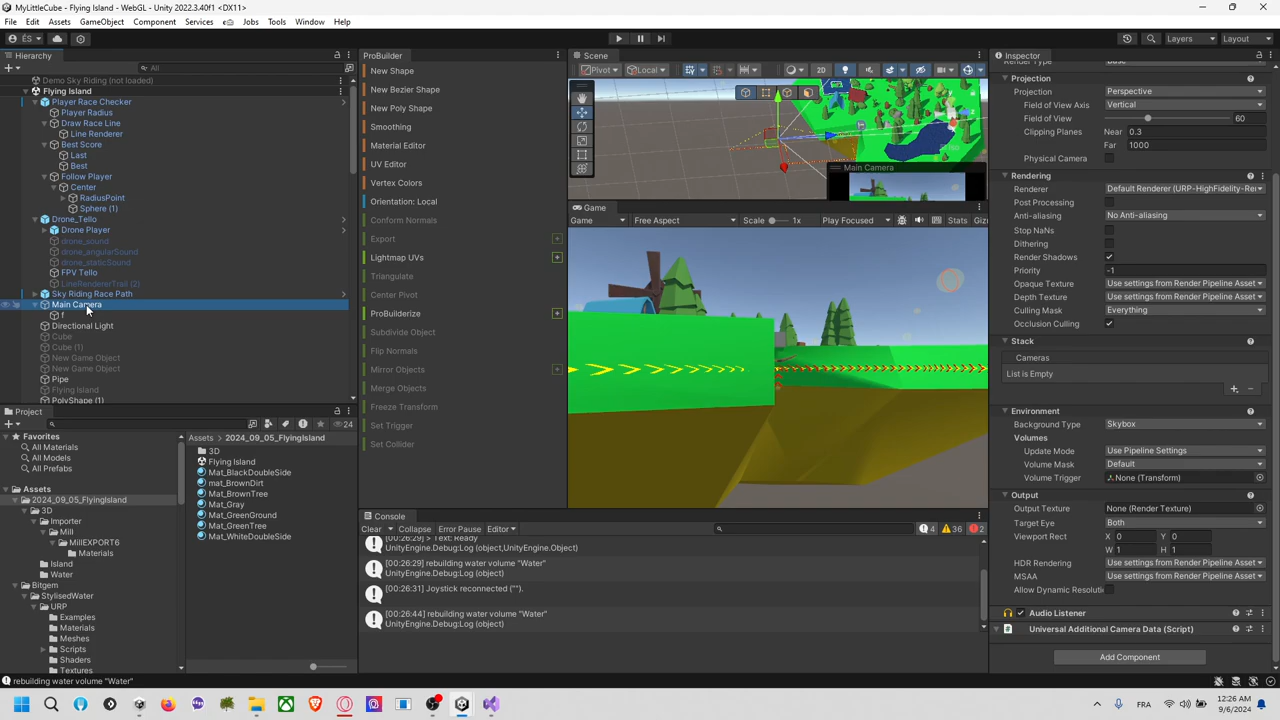 MyLittleCube - Flying Island - WebGL - Unity 2022.3.40f1 <DX11>
File Edit Assets GameObject Component Services Jobs Tools Window Help
ÉS
Layers Layout
Hierarchy
All
Demo Sky Riding (not loaded)
Flying Island
Player Race Checker
Player Radius
Draw Race Line
Line Renderer
Best Score
Last
Best
Follow Player
Center
RadiusPoint
Sphere (1)
Drone_Tello
Drone Player
drone_sound
drone_angularSound
drone_staticSound
FPV Tello
LineRendererTrail (2)
Sky Riding Race Path
Main Camera
f
Directional Light
Cube
Cube (1)
New Game Object
New Game Object
Pipe
Flying Island
PolyShape (1)
ProBuilder
New Shape
New Bezier Shape
New Poly Shape
Smoothing
Material Editor
UV Editor
Vertex Colors
Orientation: Local
Conform Normals
Export
Lightmap UVs
Triangulate
Center Pivot
ProBuilderize
Subdivide Object
Flip Normals
Mirror Objects
Merge Objects
Freeze Transform
Set Trigger
Set Collider
Scene
Pivot Local 2D
Iso
Main Camera
Game
Game Free Aspect Scale 1x Play Focused Stats Giz
Inspector
Projection
Projection Perspective
Field of View Axis Vertical
Field of View 60
Clipping Planes Near 0.3
Far 1000
Physical Camera
Rendering
Renderer Default Renderer (URP-HighFidelity-Re
Post Processing
Anti-aliasing No Anti-aliasing
Stop NaNs
Dithering
Render Shadows
Priority -1
Opaque Texture Use settings from Render Pipeline Asset
Depth Texture Use settings from Render Pipeline Asset
Culling Mask Everything
Occlusion Culling
Stack
Cameras
List is Empty
Environment
Background Type Skybox
Volumes
Update Mode Use Pipeline Settings
Volume Mask Default
Volume Trigger None (Transform)
Output
Output Texture None (Render Texture)
Target Eye Both
Viewport Rect X 0 Y 0
W 1 H 1
HDR Rendering Use settings from Render Pipeline Asset
MSAA Use settings from Render Pipeline Asset
Allow Dynamic Resolutio
Audio Listener
Universal Additional Camera Data (Script)
Add Component
Project
24
Favorites
All Materials
All Models
All Prefabs
Assets
2024_09_05_FlyingIsland
3D
Importer
Mill
MillEXPORT6
Materials
Island
Water
Bitgem
StylisedWater
URP
Examples
Materials
Meshes
Scripts
Shaders
Textures
Assets 2024_09_05_FlyingIsland
3D
Flying Island
Mat_BlackDoubleSide
mat_BrownDirt
Mat_BrownTree
Mat_Gray
Mat_GreenGround
Mat_GreenTree
Mat_WhiteDoubleSide
Console
Clear Collapse Error Pause Editor 4 36 2
[00:26:29] > Text: Ready
UnityEngine.Debug:Log (object,UnityEngine.Object)
[00:26:29] rebuilding water volume "Water"
UnityEngine.Debug:Log (object)
[00:26:31] Joystick reconnected ("").
[00:26:44] rebuilding water volume "Water"
UnityEngine.Debug:Log (object)
rebuilding water volume "Water"
FRA
12:26 AM
9/6/2024